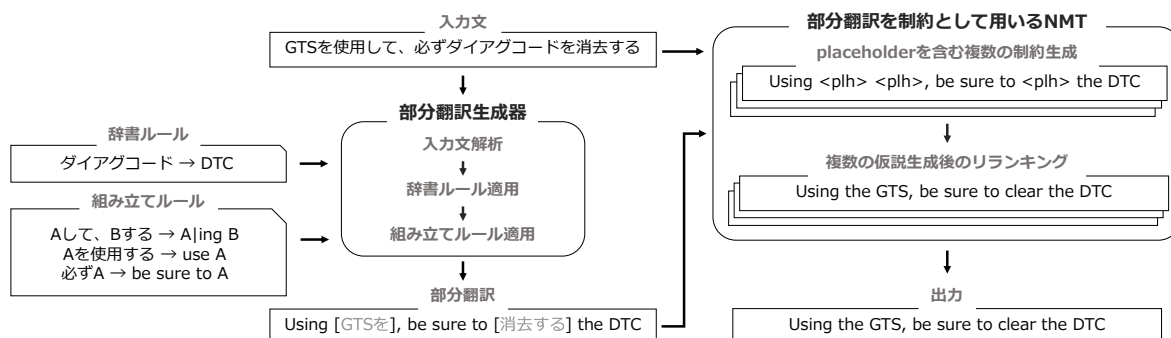 入力文
GTSを使用して、必ずダイアグコードを消去する
部分翻訳生成器
入力文解析
辞書ルール適用
組み立てルール適用
辞書ルール
ダイアグコード → DTC
組み立てルール
Aして、Bする → A|ing B
Aを使用する → use A
必ずA → be sure to A
部分翻訳
Using [GTSを], be sure to [消去する] the DTC
部分翻訳を制約として用いるNMT
placeholderを含む複数の制約生成
Using <plh> <plh>, be sure to <plh> the DTC
複数の仮説生成後のリランキング
Using the GTS, be sure to clear the DTC
出力
Using the GTS, be sure to clear the DTC